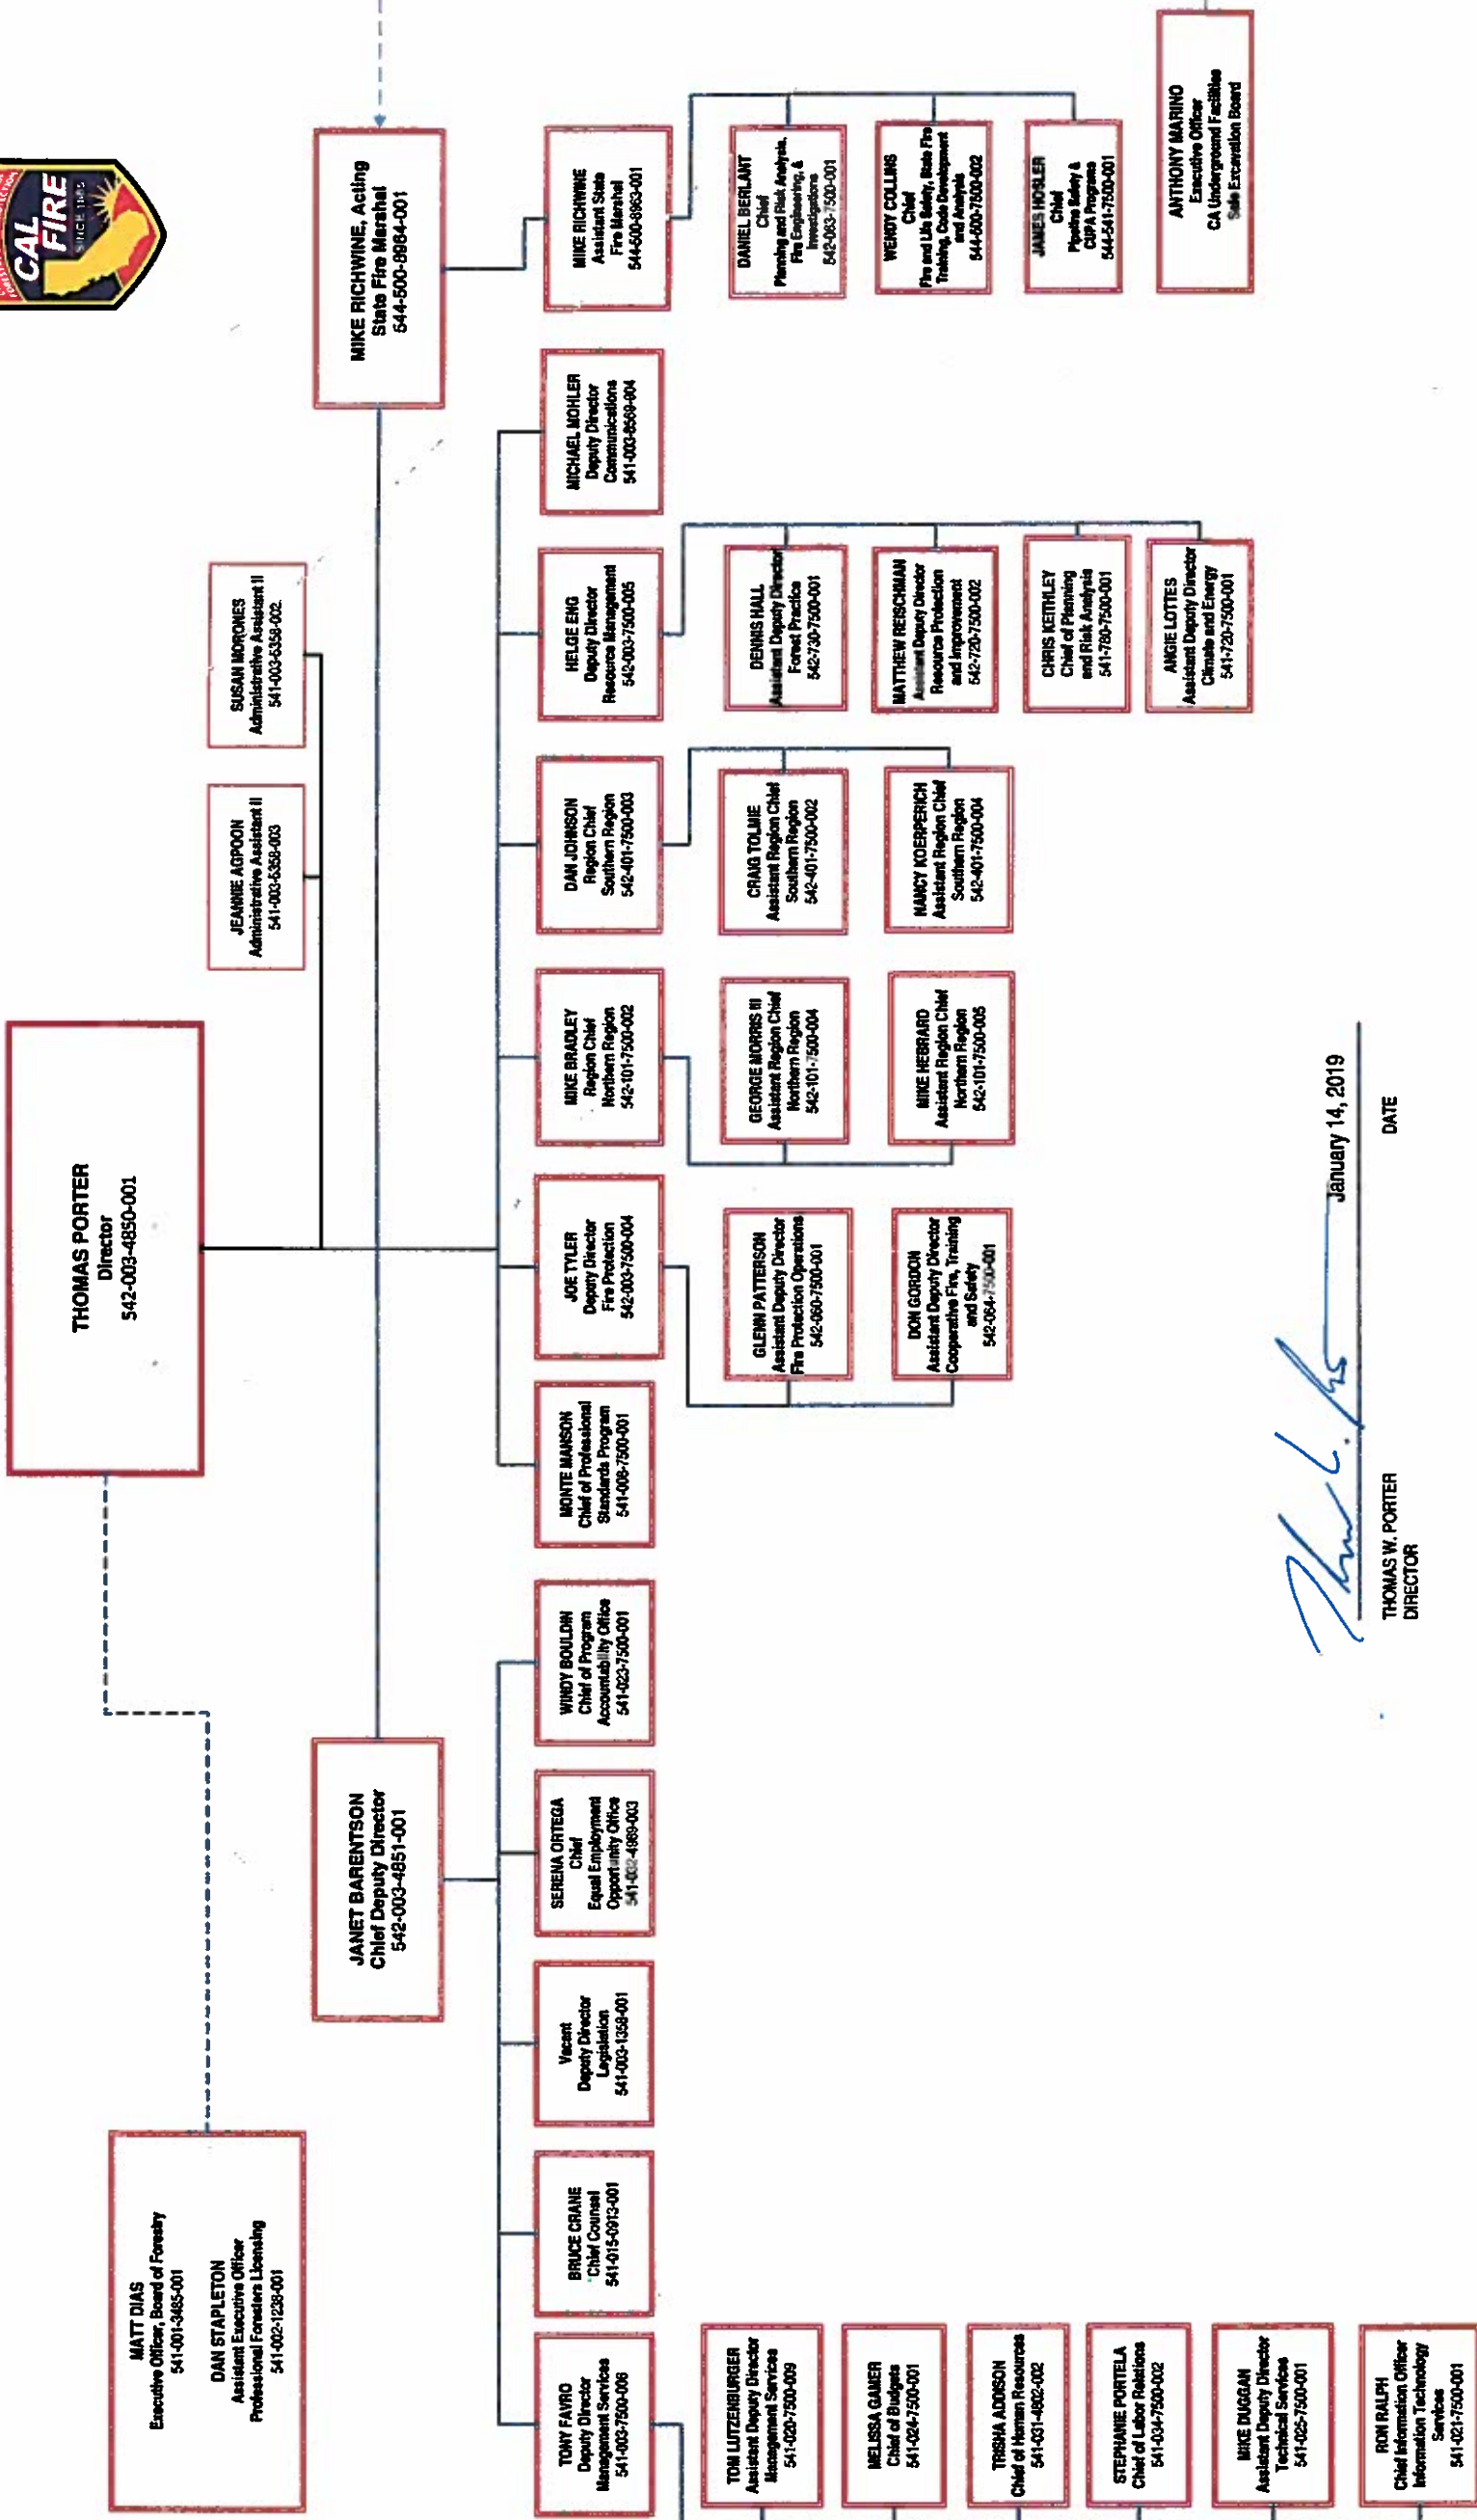 CAL
FIRE
SINCE 1885
THOMAS PORTER
Director
542-003-4850-001
MATT DIAS
Executive Officer, Board of Forestry
541-001-3485-001
DAN STAPLETON
Assistant Executive Officer
Professional Foresters Licensing
541-002-1238-001
JEANNIE AGPOON
Administrative Assistant II
541-003-5358-003
SUSAN MORONES
Administrative Assistant II
541-003-5358-002
JANET BARENTSON
Chief Deputy Director
542-003-4851-001
MIKE RICHWINE, Acting
State Fire Marshal
544-500-8964-001
TONY FAVRO
Deputy Director
Management Services
541-003-7500-006
BRUCE CRANE
Chief Counsel
541-015-0913-001
Vacant
Deputy Director
Legislation
541-003-1358-001
SERENA ORTEGA
Chief
Equal Employment
Opportunity Office
541-032-4969-003
WINDY BOULDIN
Chief of Program
Accountability Office
541-023-7500-001
MONTE MANSON
Chief of Professional
Standards Program
541-008-7500-001
JOE TYLER
Deputy Director
Fire Protection
542-003-7500-004
MIKE BRADLEY
Region Chief
Northern Region
542-101-7500-002
DAN JOHNSON
Region Chief
Southern Region
542-401-7500-003
HELGE ENG
Deputy Director
Resource Management
542-003-7500-005
MICHAEL MOHLER
Deputy Director
Communications
541-003-8569-004
MIKE RICHWINE
Assistant State
Fire Marshal
544-500-8963-001
TOM LUTZENBURGER
Assistant Deputy Director
Management Services
541-020-7500-009
MELISSA GAMER
Chief of Budgets
541-024-7500-001
TRISHA ADDISON
Chief of Human Resources
541-031-4802-002
STEPHANIE PORTELA
Chief of Labor Relations
541-034-7500-002
MIKE DUGGAN
Assistant Deputy Director
Technical Services
541-025-7500-001
RON RALPH
Chief Information Officer
Information Technology
Services
541-021-7500-001
GLENN PATTERSON
Assistant Deputy Director
Fire Protection Operations
542-060-7500-001
DON GORDON
Assistant Deputy Director
Cooperative Fire, Training
and Safety
542-064-7500-001
GEORGE MORRIS III
Assistant Region Chief
Northern Region
542-101-7500-004
MIKE HEBRARD
Assistant Region Chief
Northern Region
542-101-7500-005
CRAIG TOLMIE
Assistant Region Chief
Southern Region
542-401-7500-002
NANCY KOERPERICH
Assistant Region Chief
Southern Region
542-401-7500-004
DENNIS HALL
Assistant Deputy Director
Forest Practice
542-730-7500-001
MATTHEW REISCHMAN
Assistant Deputy Director
Resource Protection
and Improvement
542-720-7500-002
CHRIS KEITHLEY
Chief of Planning
and Risk Analysis
541-780-7500-001
ANGIE LOTTES
Assistant Deputy Director
Climate and Energy
541-720-7500-001
DANIEL BERLANT
Chief
Planning and Risk Analysis,
Fire Engineering, &
Investigations
542-063-7500-001
WENDY COLLINS
Chief
Fire and Life Safety, State Fire
Training, Code Development
and Analysis
544-500-7500-002
JAMES HOSLER
Chief
Pipeline Safety &
CUPA Programs
544-541-7500-001
ANTHONY MARINO
Executive Officer
CA Underground Facilities
Safe Excavation Board
January 14, 2019
THOMAS W. PORTER
DIRECTOR
DATE